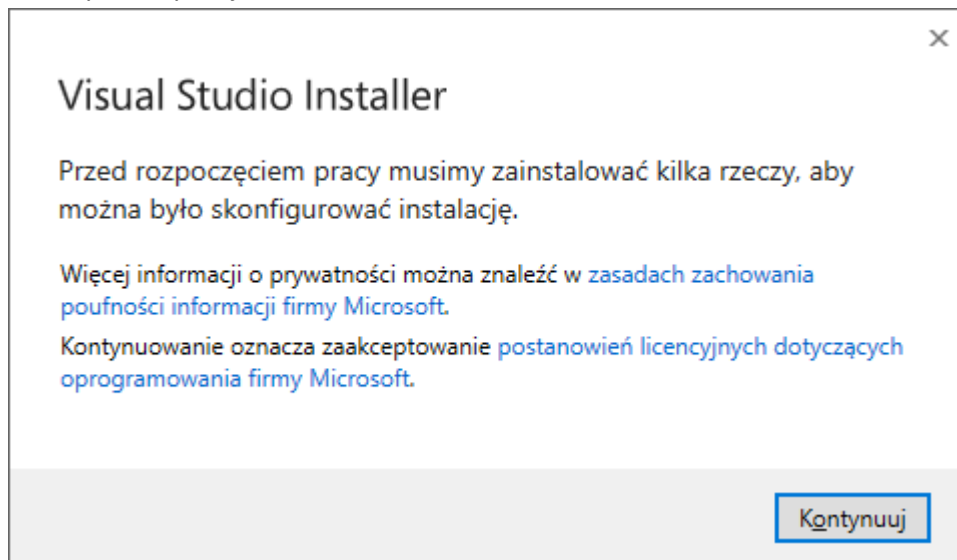 Visual Studio Installer
Przed rozpoczęciem pracy musimy zainstalować kilka rzeczy, aby
można było skonfigurować instalację.
Więcej informacji o prywatności można znaleźć w zasadach zachowania
poufności informacji firmy Microsoft.
Kontynuowanie oznacza zaakceptowanie postanowień licencyjnych dotyczących
oprogramowania firmy Microsoft.
Kontynuuj